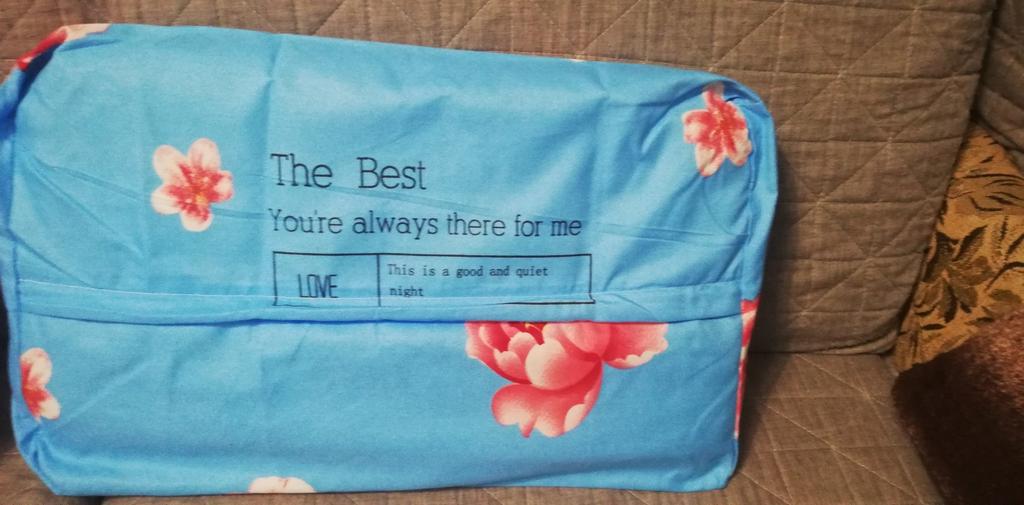 The Best
You're always there for me
LOVE
This is a good and quiet
night